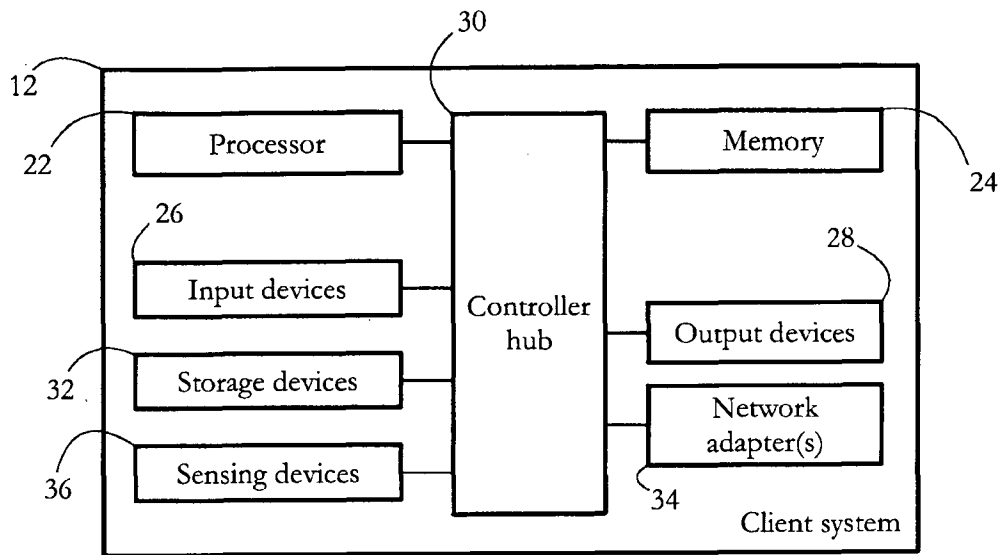 30
12
Processor
Memory
22
24
26
28
Input devices
Controller
hub
Output devices
32
Storage devices
Network
adapter(s)
36
Sensing devices
34
Client system